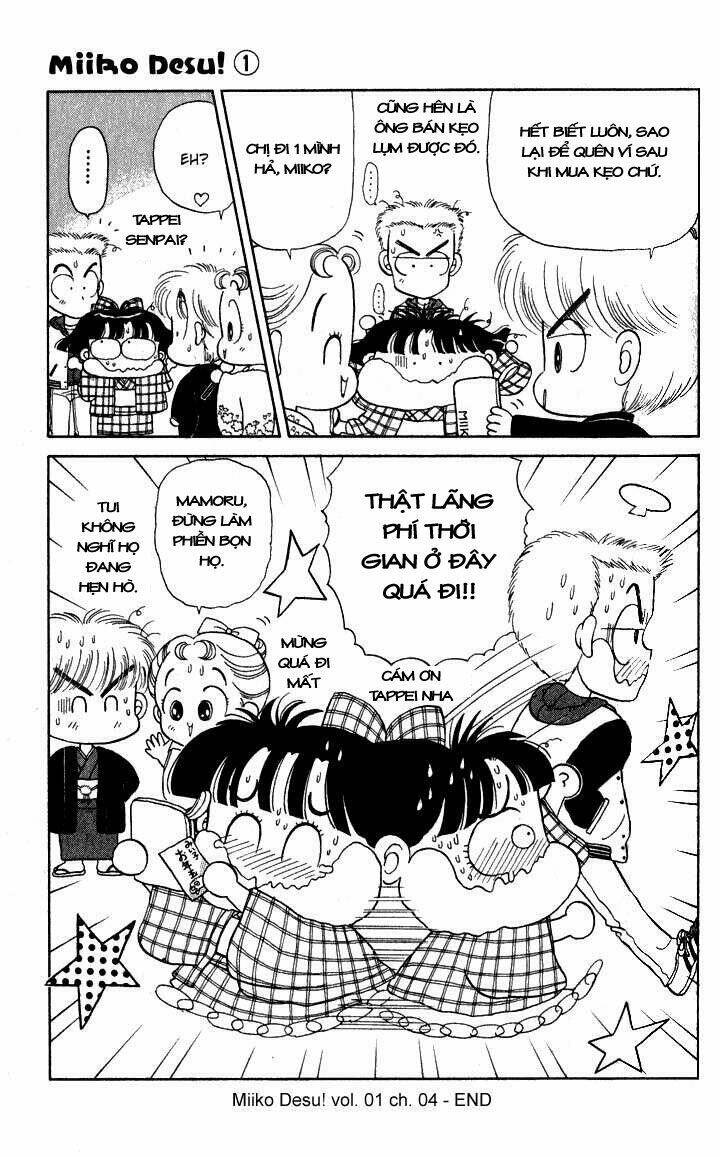 Miiko Desu! ①
HẾT BIẾT LUÔN, SAO
LẠI ĐỂ QUÊN VÍ SAU
KHI MUA KẸO CHỨ.
CŨNG HÊN LÀ
ÔNG BÁN KẸO
LỤM ĐƯỢC ĐÓ.
CHỊ ĐI 1 MÌNH
HẢ, MIIKO?
MIIKO
EH?
♡
TAPPEI
SENPAI?
......
THẬT LÃNG
PHÍ THỜI
GIAN Ở ĐÂY
QUÁ ĐI!!
MAMORU,
ĐỪNG LÀM
PHIỀN BỌN
HỌ.
TUI
KHÔNG
NGHĨ HỌ
ĐANG
HẸN HÒ.
MỪNG
QUÁ ĐI
MẤT
CÁM ƠN
TAPPEI NHA
Miiko Desu! vol. 01 ch. 04 - END